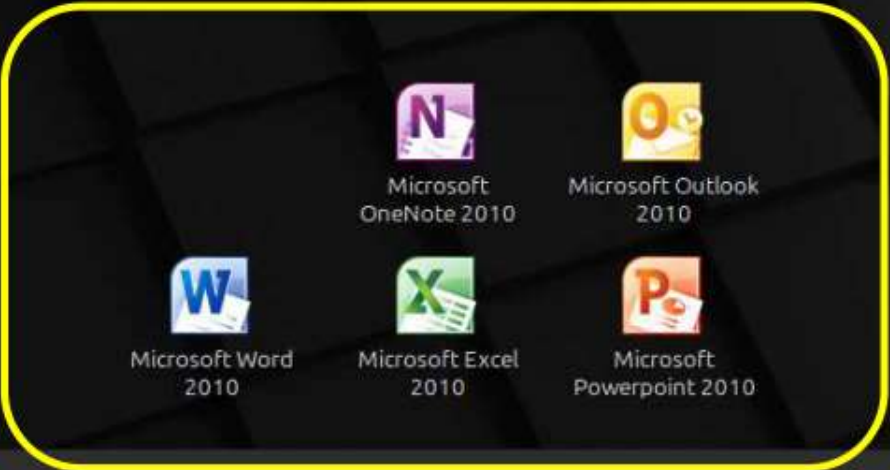 N
O
Microsoft
OneNote 2010
Microsoft Outlook
2010
W
X
P
Microsoft Word
2010
Microsoft Excel
2010
Microsoft
Powerpoint 2010